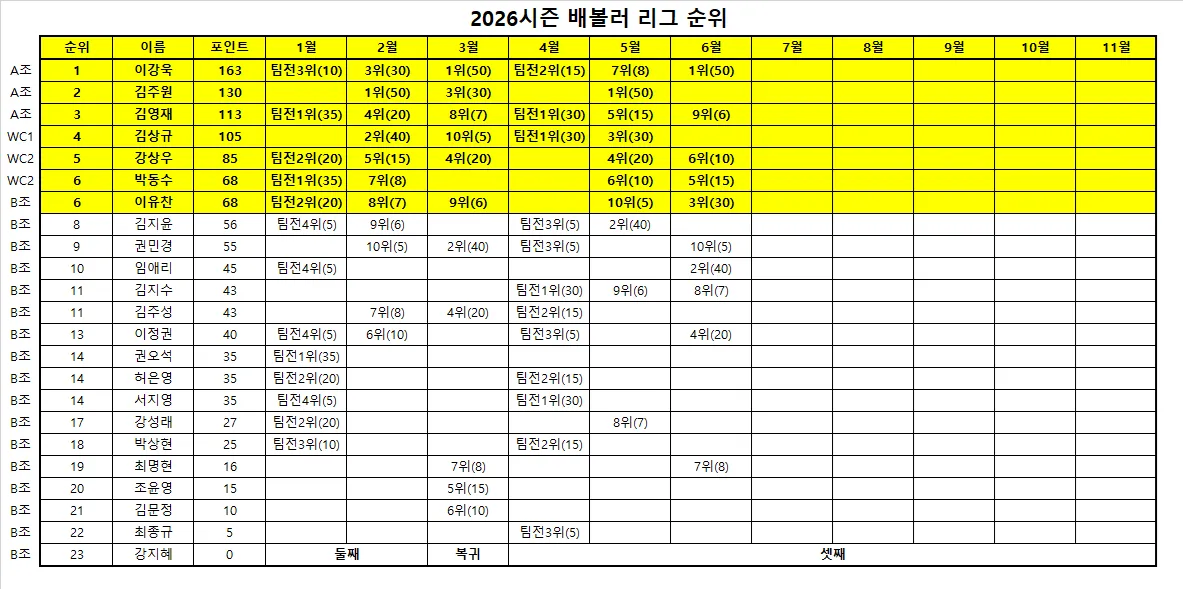 2026시즌 배볼러 리그 순위
순위 이름 포인트 1월 2월 3월 4월 5월 6월 7월 8월 9월 10월 11월
A조 1 이강욱 163 팀전3위(10) 3위(30) 1위(50) 팀전2위(15) 7위(8) 1위(50)
A조 2 김주원 130 1위(50) 3위(30) 1위(50)
A조 3 김영재 113 팀전1위(35) 4위(20) 8위(7) 팀전1위(30) 5위(15) 9위(6)
WC1 4 김상규 105 2위(40) 10위(5) 팀전1위(30) 3위(30)
WC2 5 강상우 85 팀전2위(20) 5위(15) 4위(20) 4위(20) 6위(10)
WC2 6 박동수 68 팀전1위(35) 7위(8) 6위(10) 5위(15)
B조 6 이유찬 68 팀전2위(20) 8위(7) 9위(6) 10위(5) 3위(30)
B조 8 김지윤 56 팀전4위(5) 9위(6) 팀전3위(5) 2위(40)
B조 9 권민경 55 10위(5) 2위(40) 팀전3위(5) 10위(5)
B조 10 임애리 45 팀전4위(5) 2위(40)
B조 11 김지수 43 팀전1위(30) 9위(6) 8위(7)
B조 11 김주성 43 7위(8) 4위(20) 팀전2위(15)
B조 13 이정권 40 팀전4위(5) 6위(10) 팀전3위(5) 4위(20)
B조 14 권오석 35 팀전1위(35)
B조 14 허은영 35 팀전2위(20) 팀전2위(15)
B조 14 서지영 35 팀전4위(5) 팀전1위(30)
B조 17 강성래 27 팀전2위(20) 8위(7)
B조 18 박상현 25 팀전3위(10) 팀전2위(15)
B조 19 최명현 16 7위(8) 7위(8)
B조 20 조윤영 15 5위(15)
B조 21 김문정 10 6위(10)
B조 22 최종규 5 팀전3위(5)
B조 23 강지혜 0 둘째 복귀 셋째